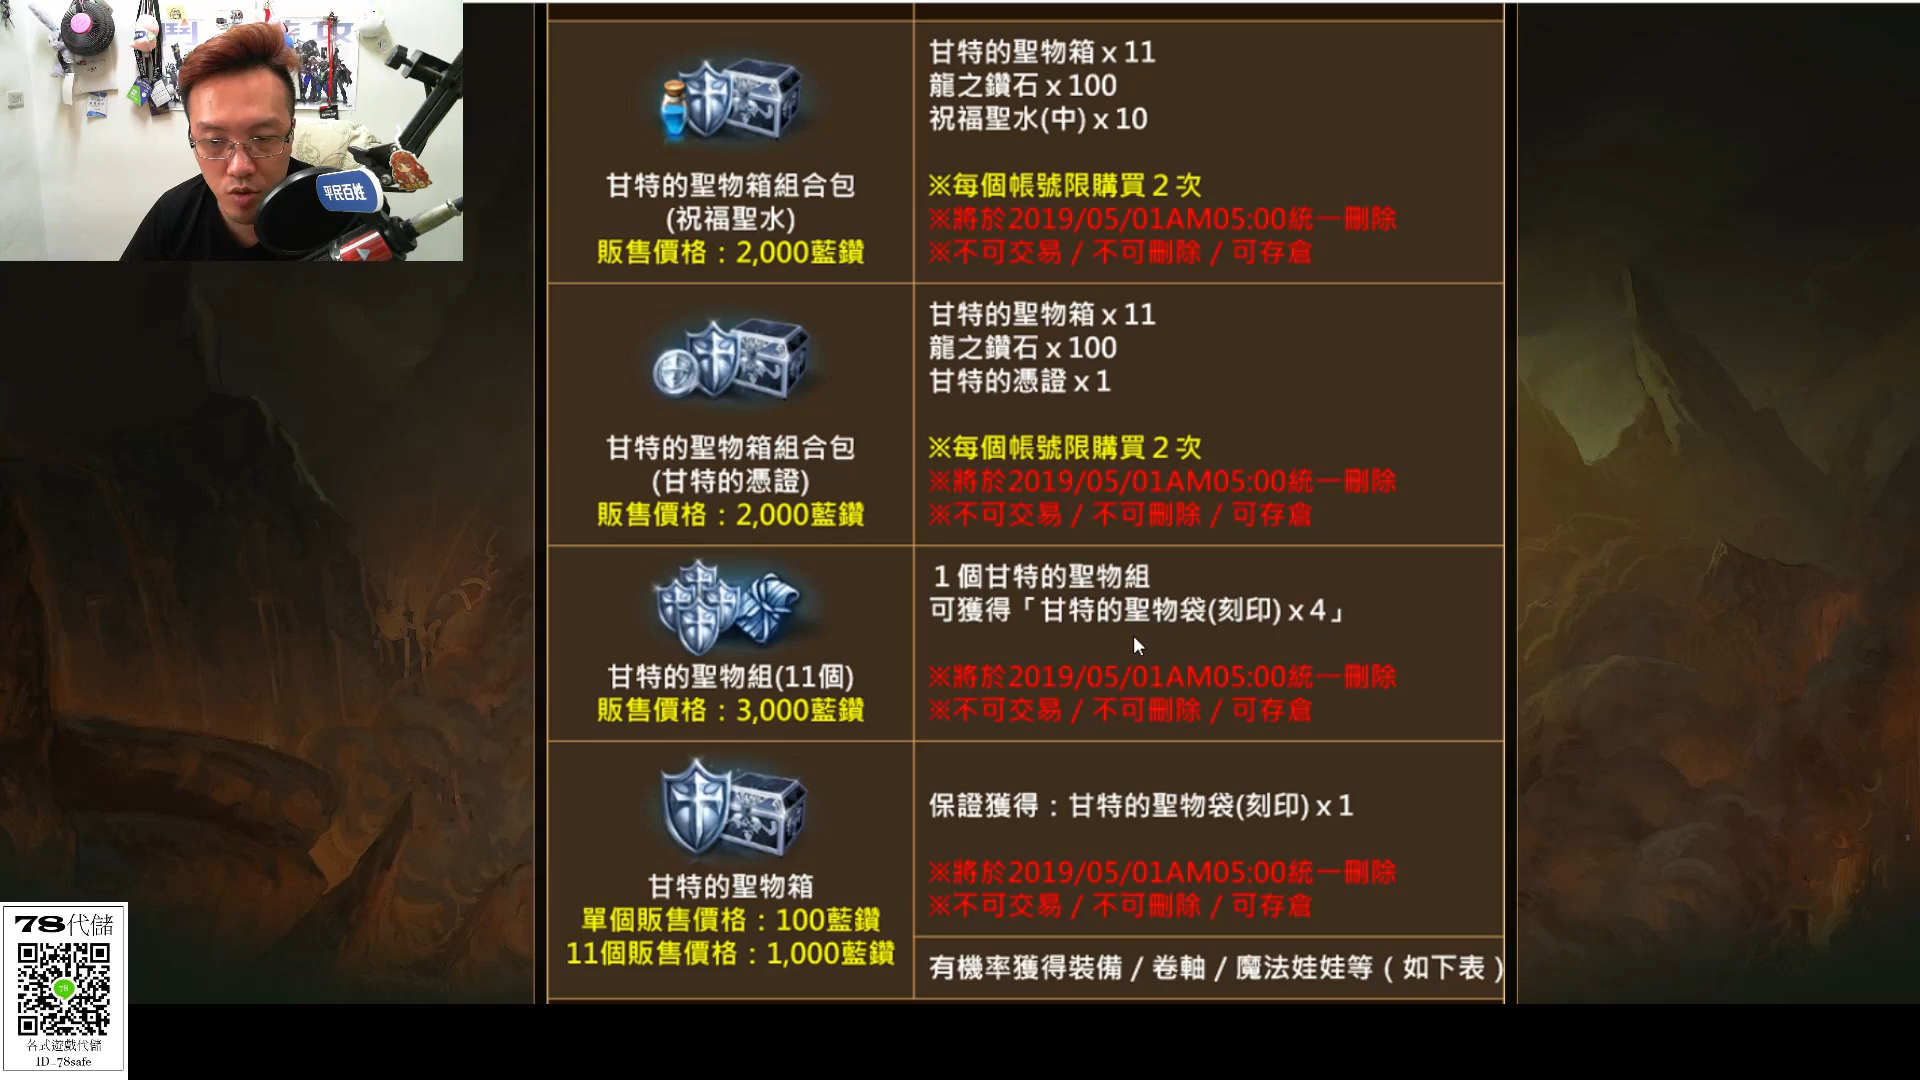 平民百姓
甘特的聖物箱 x 11
龍之鑽石 x 100
祝福聖水(中) x 10
甘特的聖物箱組合包
(祝福聖水)
販售價格：2,000藍鑽
※每個帳號限購買 2 次
※將於2019/05/01AM05:00統一刪除
※不可交易 / 不可刪除 / 可存倉
甘特的聖物箱 x 11
龍之鑽石 x 100
甘特的憑證 x 1
甘特的聖物箱組合包
(甘特的憑證)
販售價格：2,000藍鑽
※每個帳號限購買 2 次
※將於2019/05/01AM05:00統一刪除
※不可交易 / 不可刪除 / 可存倉
1 個甘特的聖物組
可獲得「甘特的聖物袋(刻印) x 4」
甘特的聖物組(11個)
販售價格：3,000藍鑽
※將於2019/05/01AM05:00統一刪除
※不可交易 / 不可刪除 / 可存倉
保證獲得：甘特的聖物袋(刻印) x 1
甘特的聖物箱
單個販售價格：100藍鑽
11個販售價格：1,000藍鑽
※將於2019/05/01AM05:00統一刪除
※不可交易 / 不可刪除 / 可存倉
有機率獲得裝備 / 卷軸 / 魔法娃娃等 ( 如下表 )
78代儲
78
各式遊戲代儲
ID_78safe